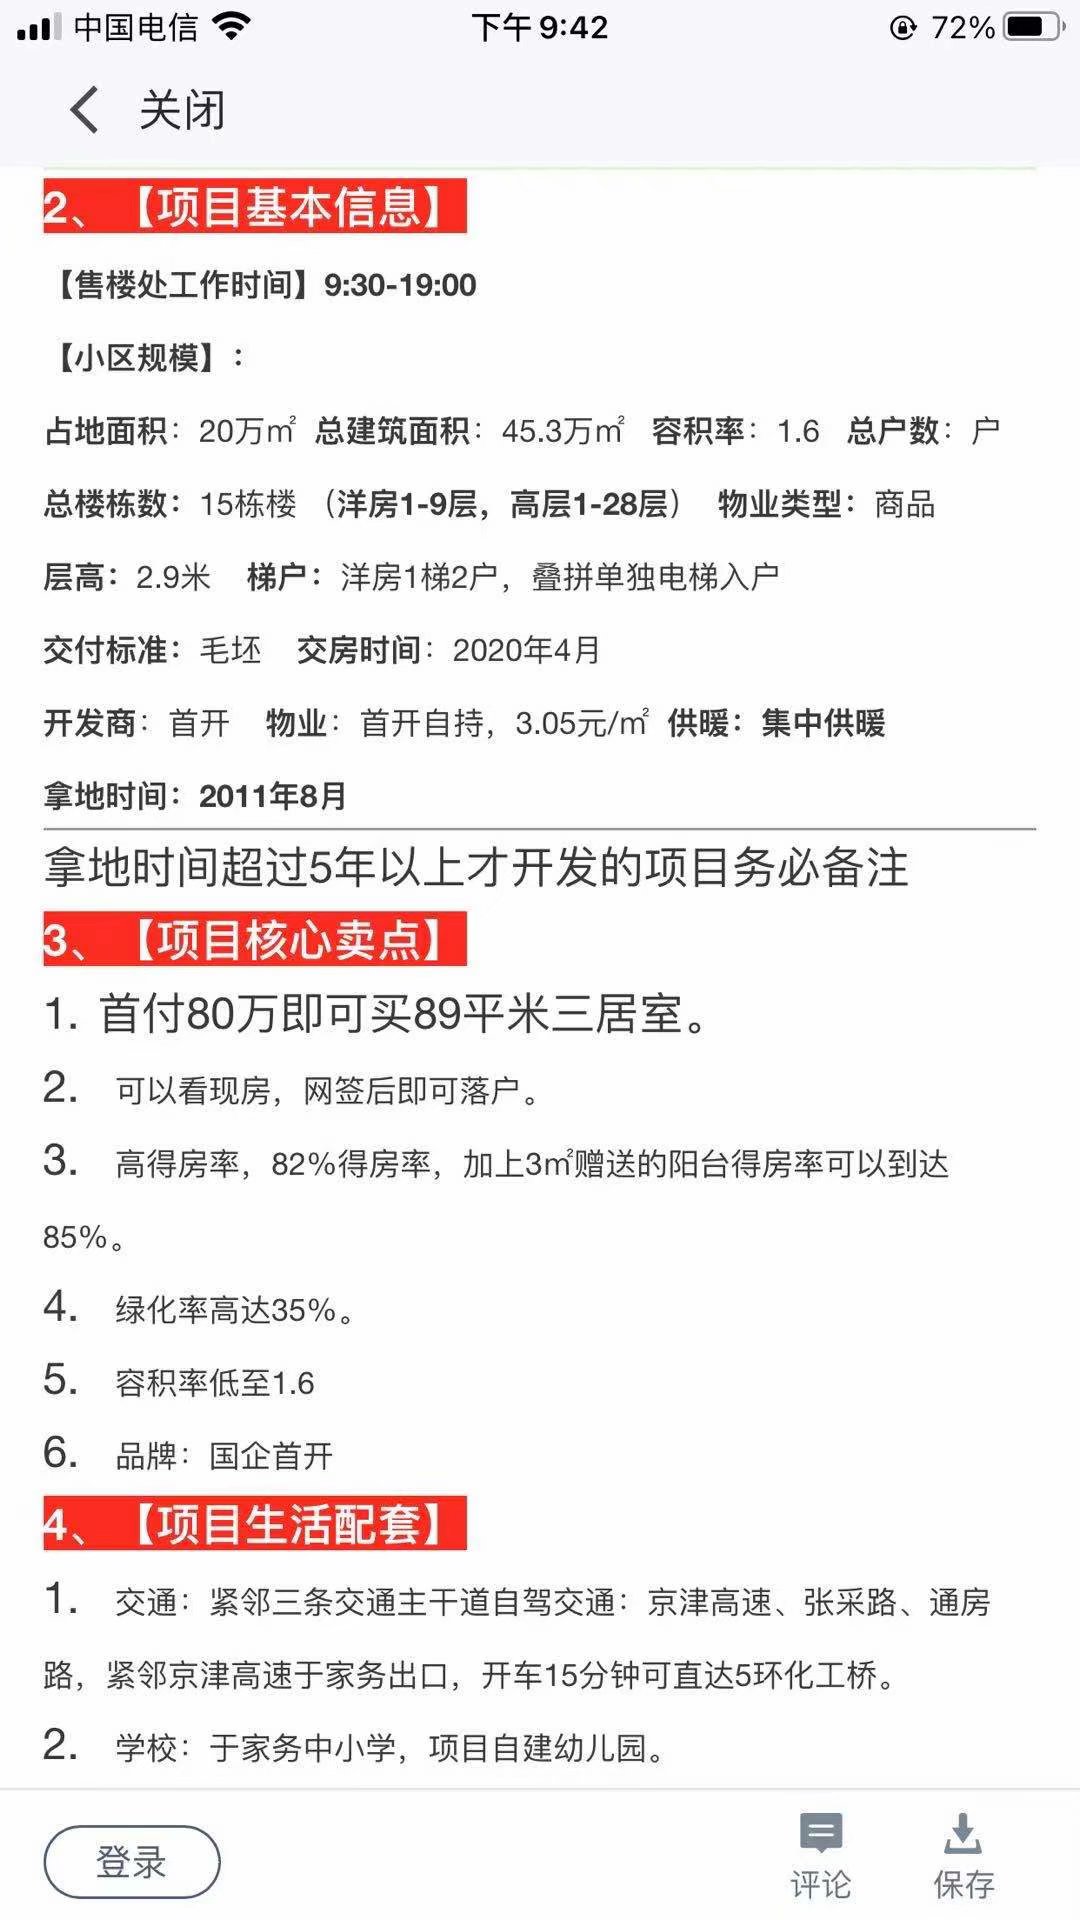 中国电信 下午9:42 72%
关闭
2、【项目基本信息】
【售楼处工作时间】9:30-19:00
【小区规模】：
占地面积：20万㎡ 总建筑面积：45.3万㎡ 容积率：1.6 总户数：户
总楼栋数：15栋楼 （洋房1-9层，高层1-28层） 物业类型：商品
层高：2.9米 梯户：洋房1梯2户，叠拼单独电梯入户
交付标准：毛坯 交房时间：2020年4月
开发商：首开 物业：首开自持，3.05元/㎡ 供暖：集中供暖
拿地时间：2011年8月
拿地时间超过5年以上才开发的项目务必备注
3、【项目核心卖点】
1. 首付80万即可买89平米三居室。
2. 可以看现房，网签后即可落户。
3. 高得房率，82%得房率，加上3㎡赠送的阳台得房率可以到达
85%。
4. 绿化率高达35%。
5. 容积率低至1.6
6. 品牌：国企首开
4、【项目生活配套】
1. 交通：紧邻三条交通主干道自驾交通：京津高速、张采路、通房
路，紧邻京津高速于家务出口，开车15分钟可直达5环化工桥。
2. 学校：于家务中小学，项目自建幼儿园。
登录 评论 保存